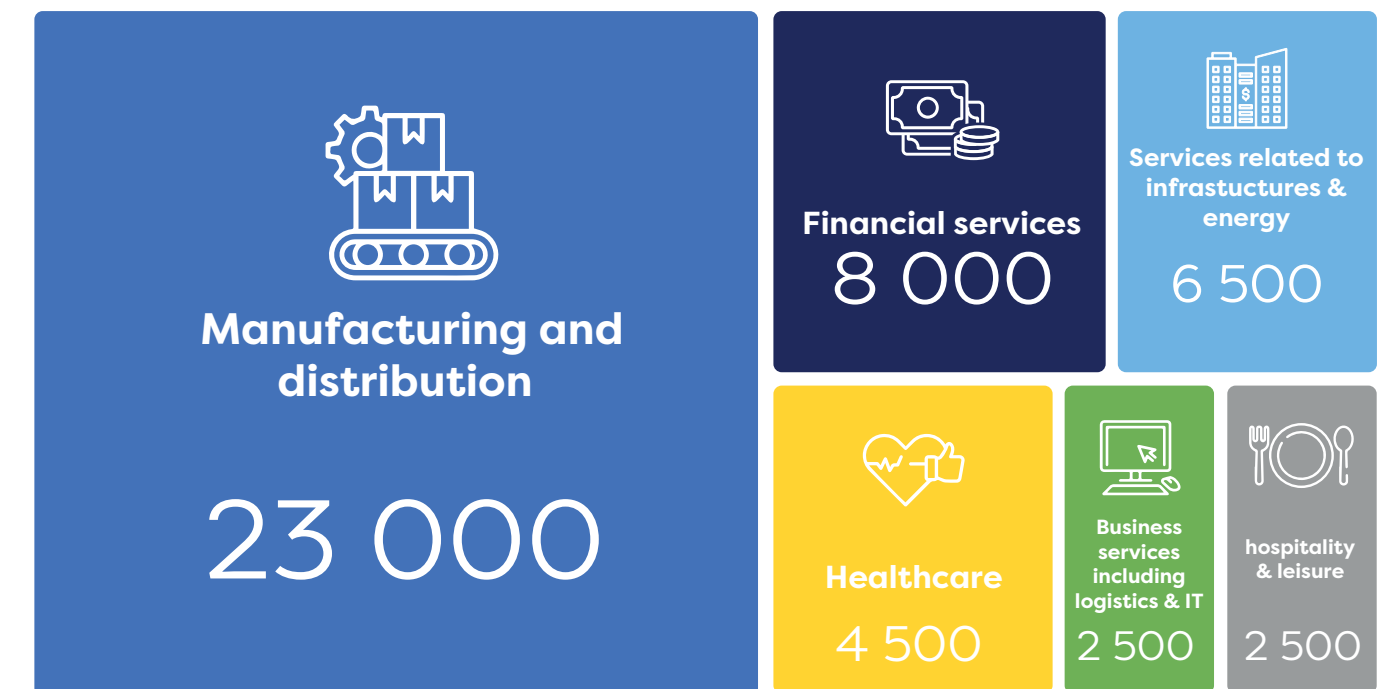 Manufacturing and
distribution
23 000
Financial services
8 000
$
Services related to
infrastuctures &
energy
6 500
Healthcare
4 500
Business
services
including
logistics & IT
2 500
hospitality
& leisure
2 500